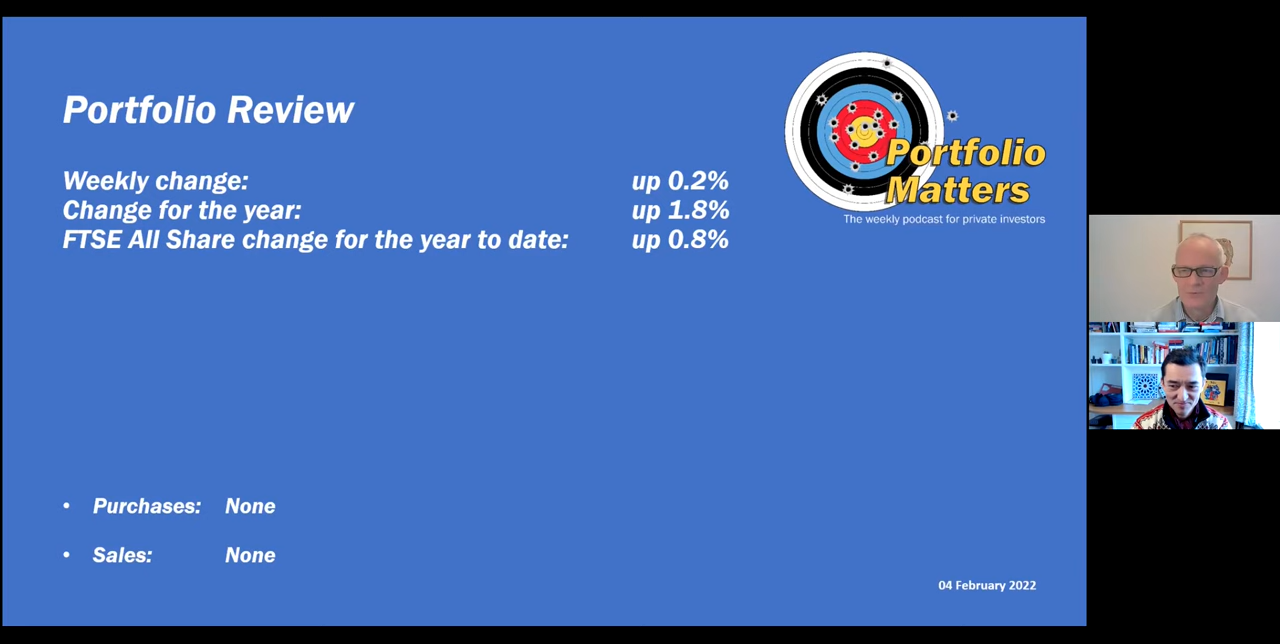 Portfolio Review
Weekly change: up 0.2%
Change for the year: up 1.8%
FTSE All Share change for the year to date: up 0.8%
Portfolio
Matters
The weekly podcast for private investors
• Purchases: None
• Sales: None
04 February 2022